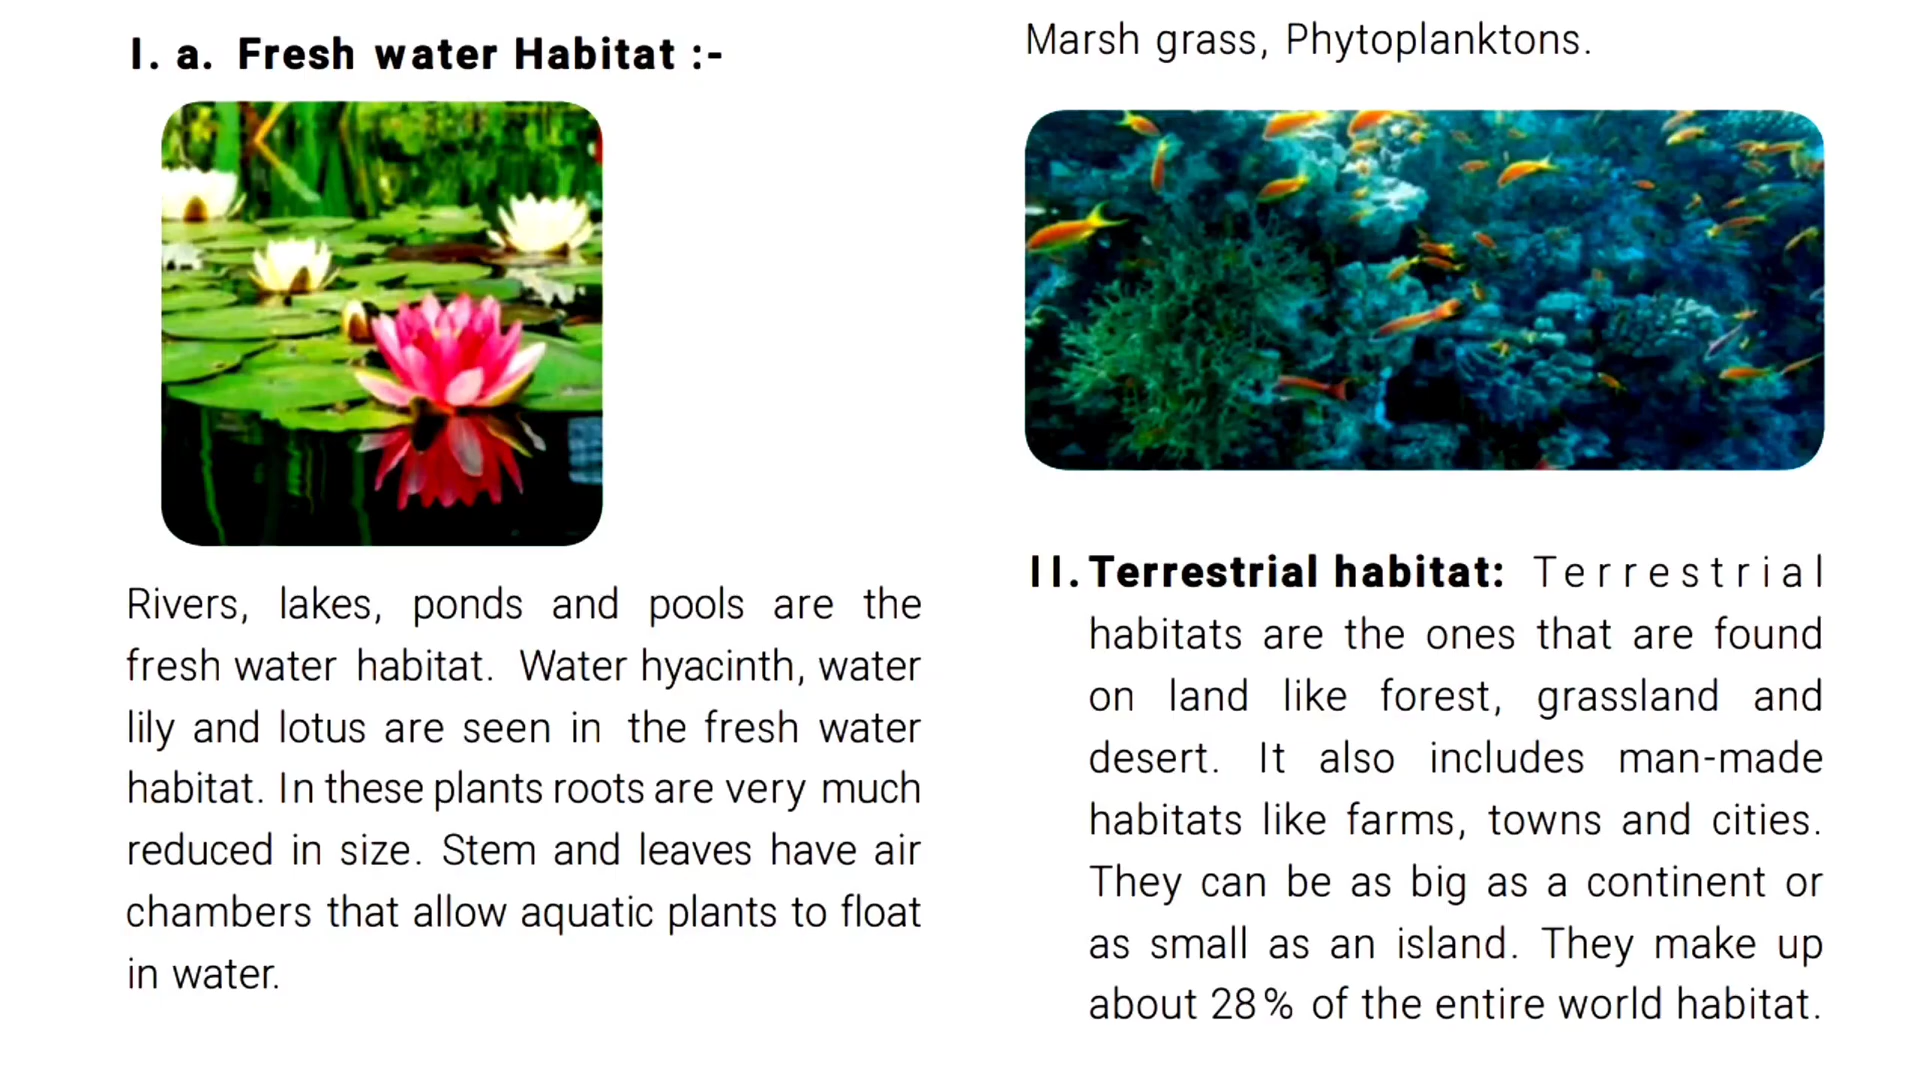 I. a. Fresh water Habitat :-
Rivers, lakes, ponds and pools are the
fresh water habitat. Water hyacinth, water
lily and lotus are seen in the fresh water
habitat. In these plants roots are very much
reduced in size. Stem and leaves have air
chambers that allow aquatic plants to float
in water.
Marsh grass, Phytoplanktons.
II. Terrestrial habitat: Terrestrial
habitats are the ones that are found
on land like forest, grassland and
desert. It also includes man-made
habitats like farms, towns and cities.
They can be as big as a continent or
as small as an island. They make up
about 28% of the entire world habitat.